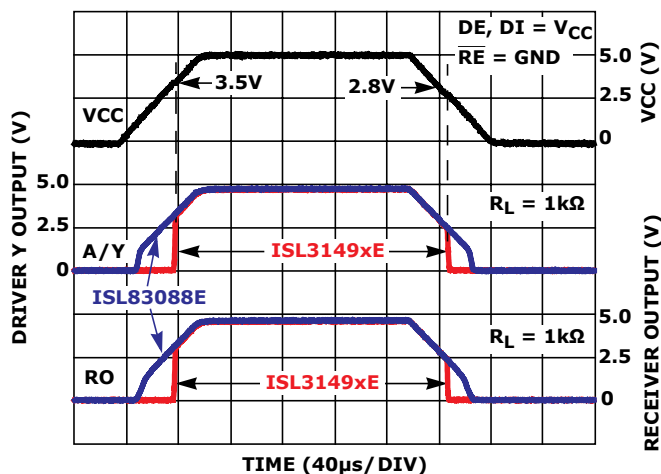 DE, DI = VCC
RE = GND
5.0
3.5V
2.8V
2.5
VCC
0
VCC (V)
DRIVER Y OUTPUT (V)
5.0
RL = 1kΩ
2.5
A/Y
ISL3149xE
0
ISL83088E
RL = 1kΩ
5.0
2.5
RO
ISL3149xE
0
RECEIVER OUTPUT (V)
TIME (40µs/DIV)